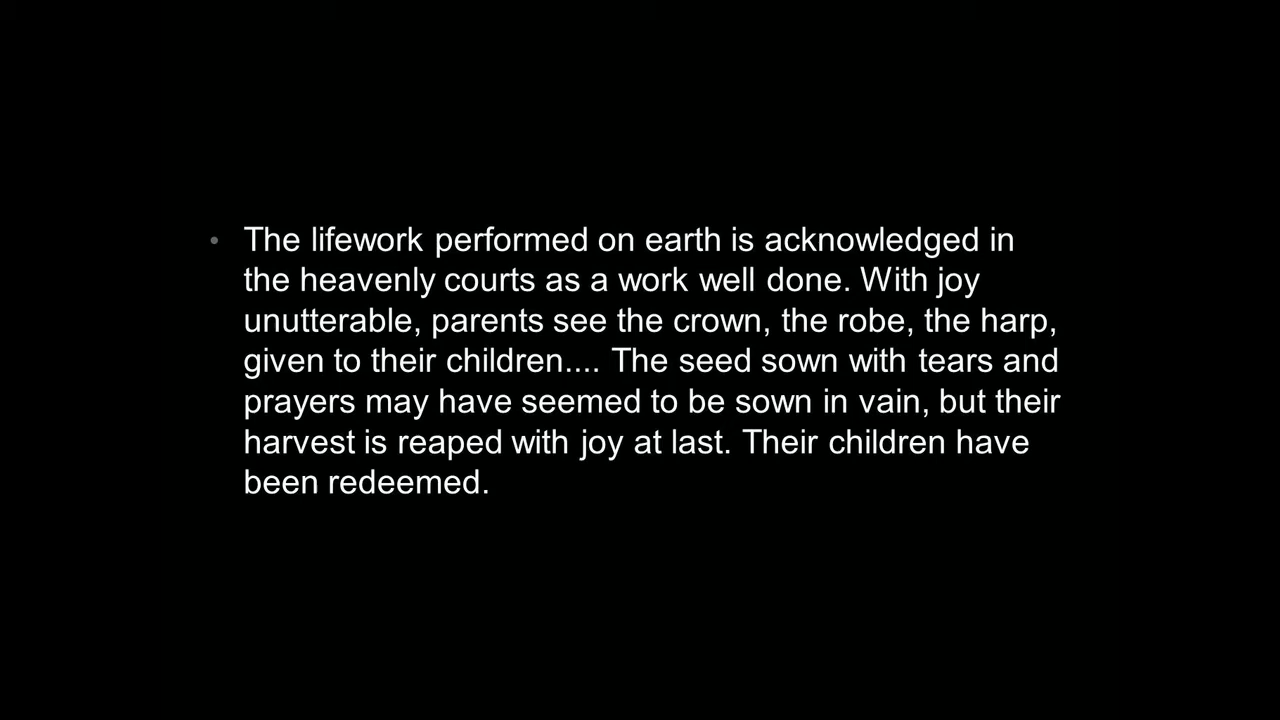 • The lifework performed on earth is acknowledged in
the heavenly courts as a work well done. With joy
unutterable, parents see the crown, the robe, the harp,
given to their children.... The seed sown with tears and
prayers may have seemed to be sown in vain, but their
harvest is reaped with joy at last. Their children have
been redeemed.